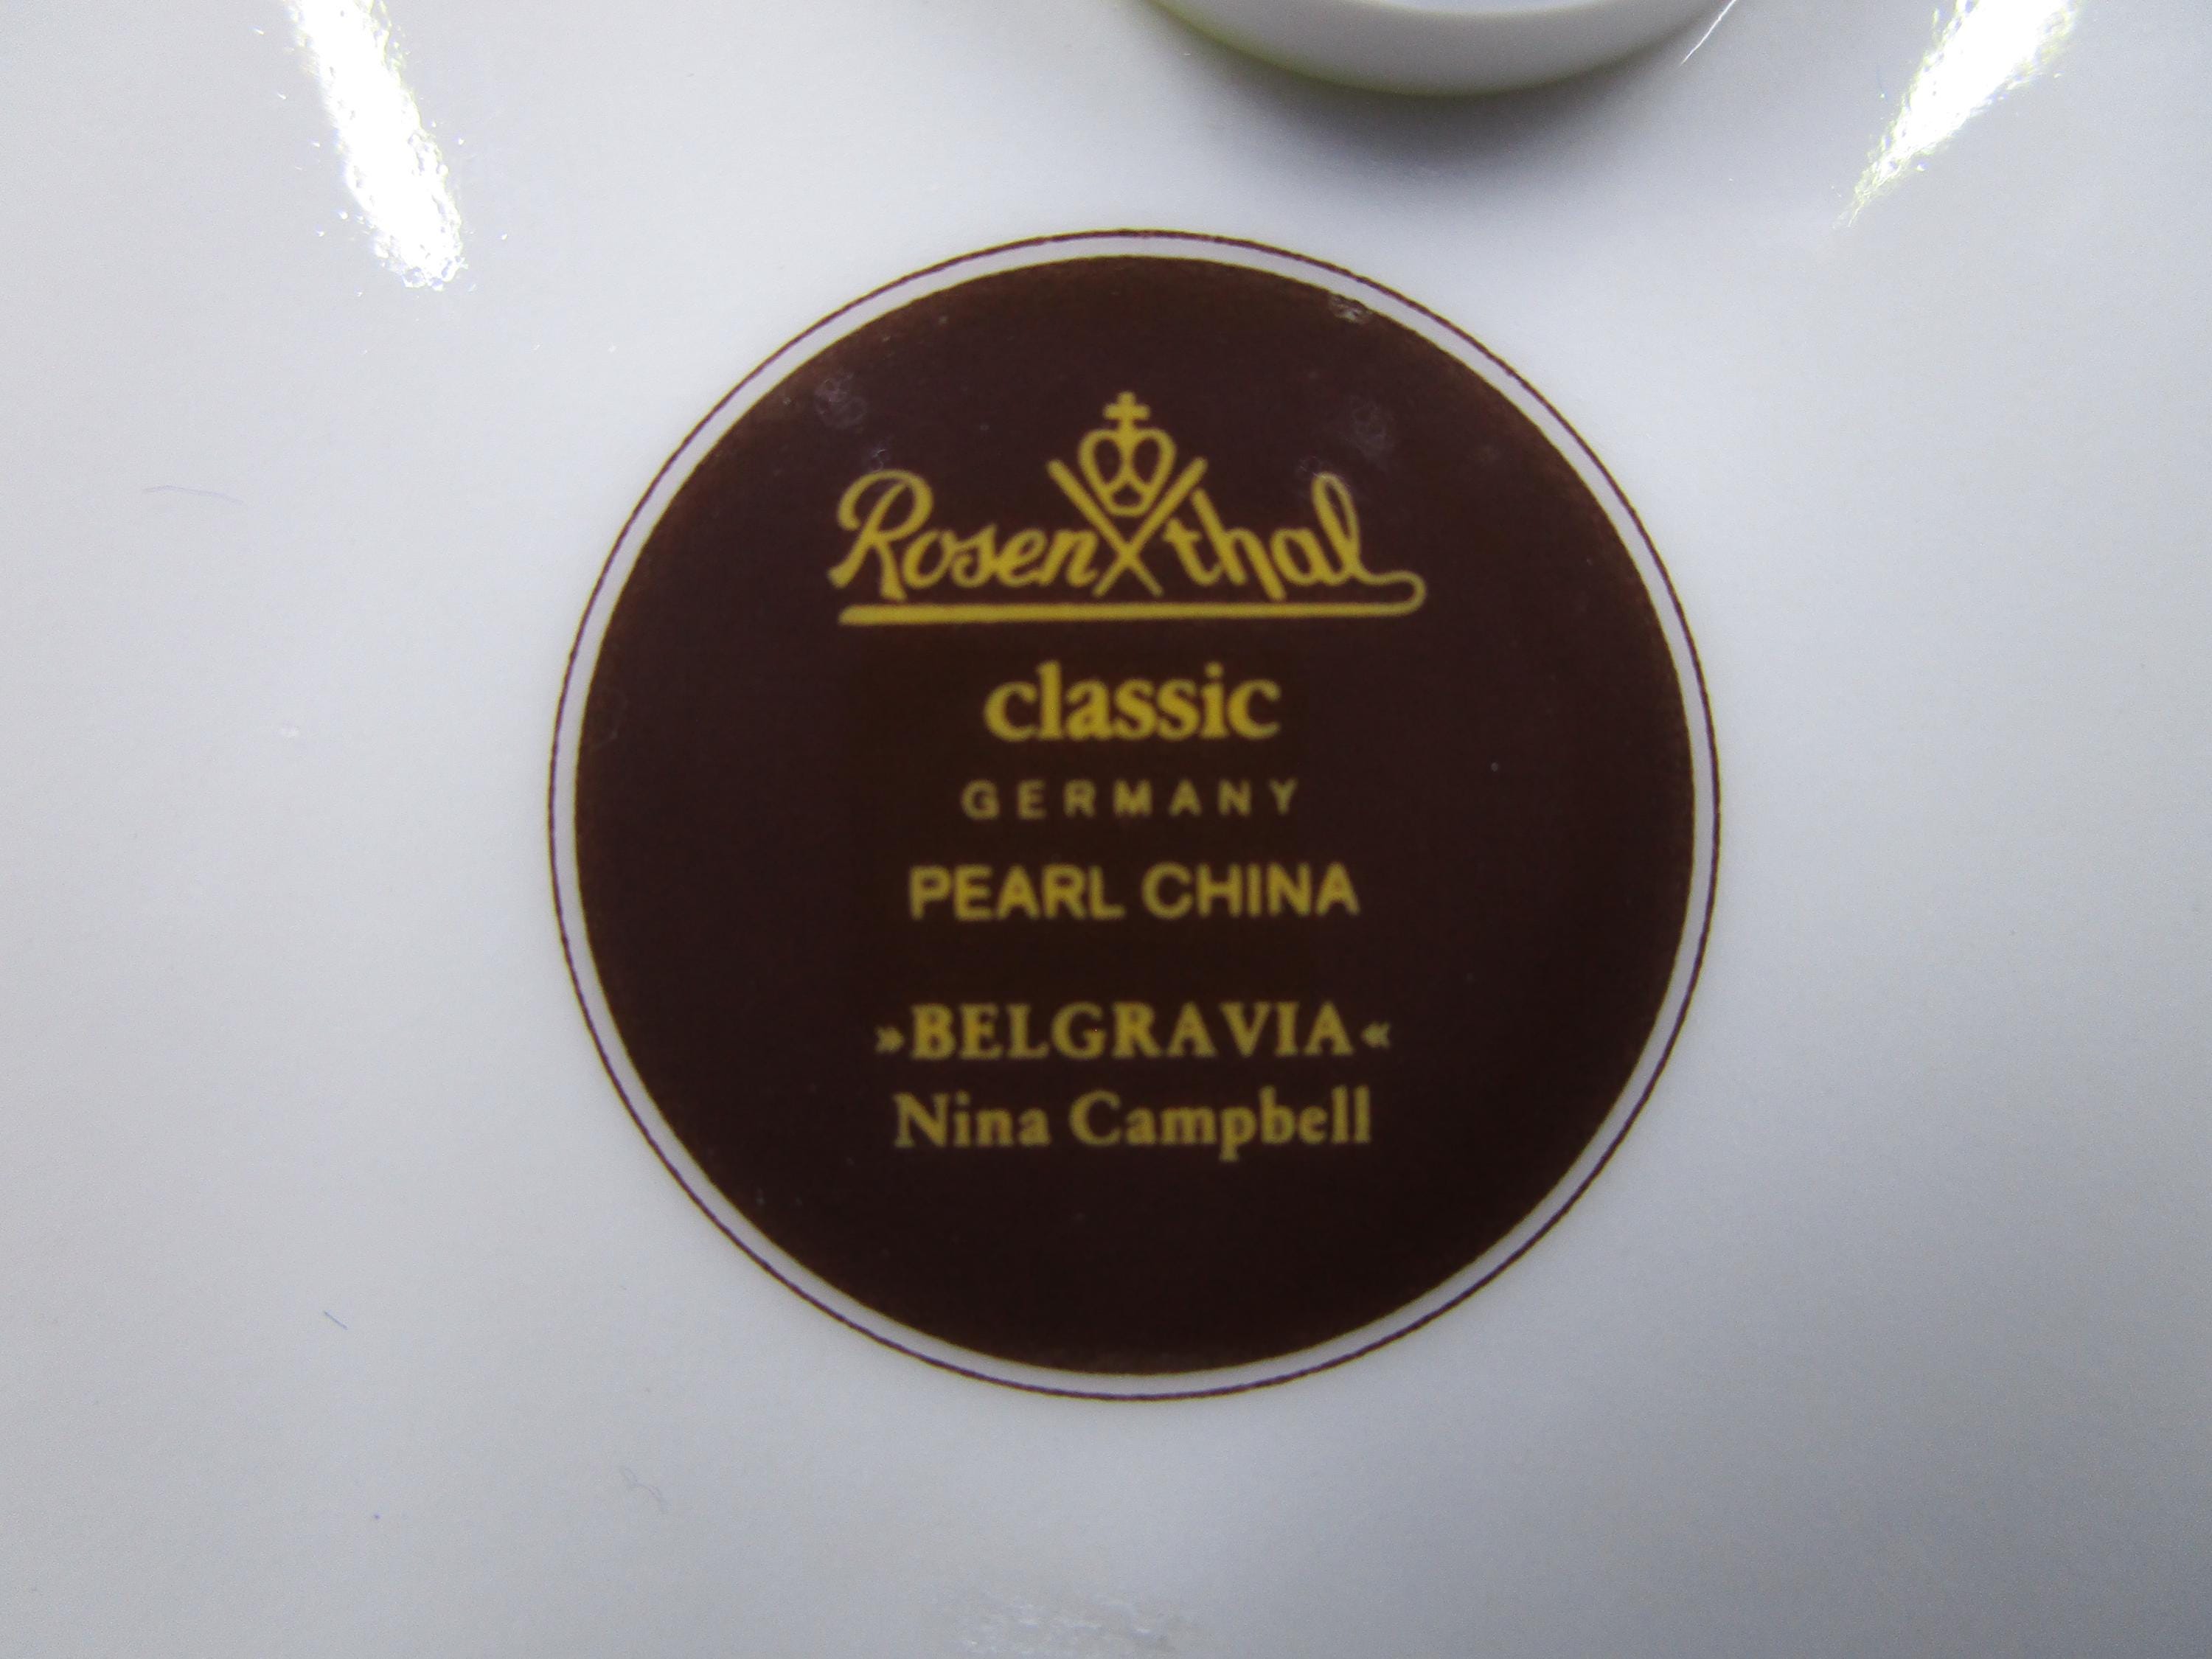 Rosenthal
classic
GERMANY
PEARL CHINA
»BELGRAVIA«
Nina Campbell